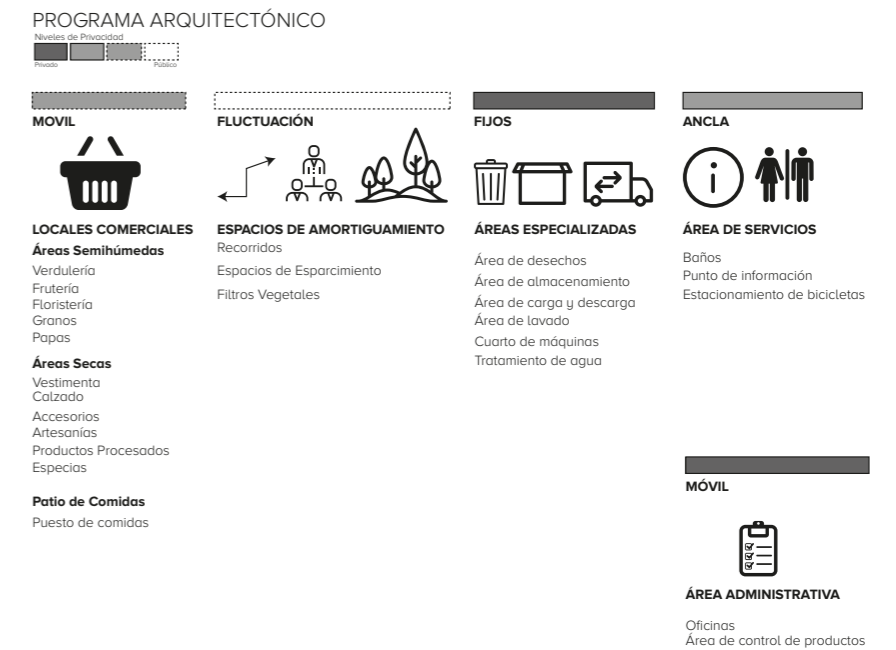 PROGRAMA ARQUITECTÓNICO
Niveles de Privacidad
Privado
Público
MOVIL
LOCALES COMERCIALES
Áreas Semihúmedas
Verdulería
Frutería
Floristería
Granos
Papas
Áreas Secas
Vestimenta
Calzado
Accesorios
Artesanías
Productos Procesados
Especias
Patio de Comidas
Puesto de comidas
FLUCTUACIÓN
ESPACIOS DE AMORTIGUAMIENTO
Recorridos
Espacios de Esparcimiento
Filtros Vegetales
FIJOS
ÁREAS ESPECIALIZADAS
Área de desechos
Área de almacenamiento
Área de carga y descarga
Área de lavado
Cuarto de máquinas
Tratamiento de agua
ANCLA
i
ÁREA DE SERVICIOS
Baños
Punto de información
Estacionamiento de bicicletas
MÓVIL
ÁREA ADMINISTRATIVA
Oficinas
Área de control de productos